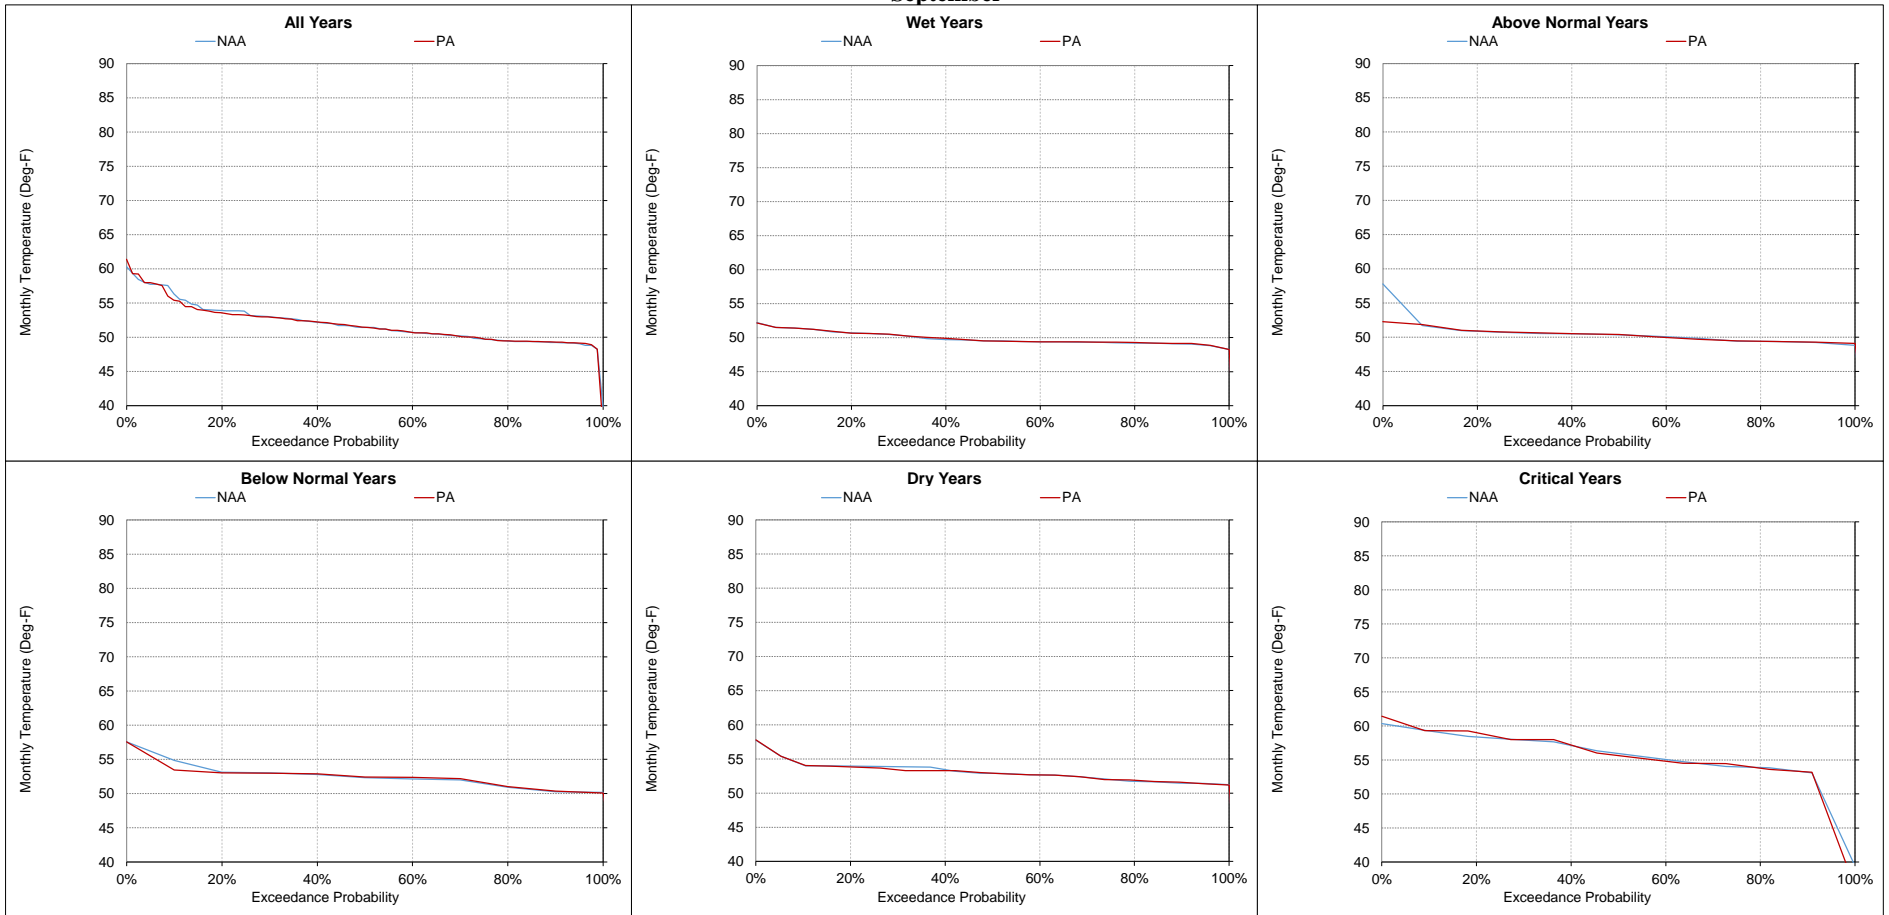 September
All Years
NAA PA
90
85
80
75
70
65
60
55
50
45
40
0% 20% 40% 60% 80% 100%
Exceedance Probability
Monthly Temperature (Deg-F)
Wet Years
NAA PA
90
85
80
75
70
65
60
55
50
45
40
0% 20% 40% 60% 80% 100%
Exceedance Probability
Monthly Temperature (Deg-F)
Above Normal Years
NAA PA
90
85
80
75
70
65
60
55
50
45
40
0% 20% 40% 60% 80% 100%
Exceedance Probability
Monthly Temperature (Deg-F)
Below Normal Years
NAA PA
90
85
80
75
70
65
60
55
50
45
40
0% 20% 40% 60% 80% 100%
Exceedance Probability
Monthly Temperature (Deg-F)
Dry Years
NAA PA
90
85
80
75
70
65
60
55
50
45
40
0% 20% 40% 60% 80% 100%
Exceedance Probability
Monthly Temperature (Deg-F)
Critical Years
NAA PA
90
85
80
75
70
65
60
55
50
45
40
0% 20% 40% 60% 80% 100%
Exceedance Probability
Monthly Temperature (Deg-F)